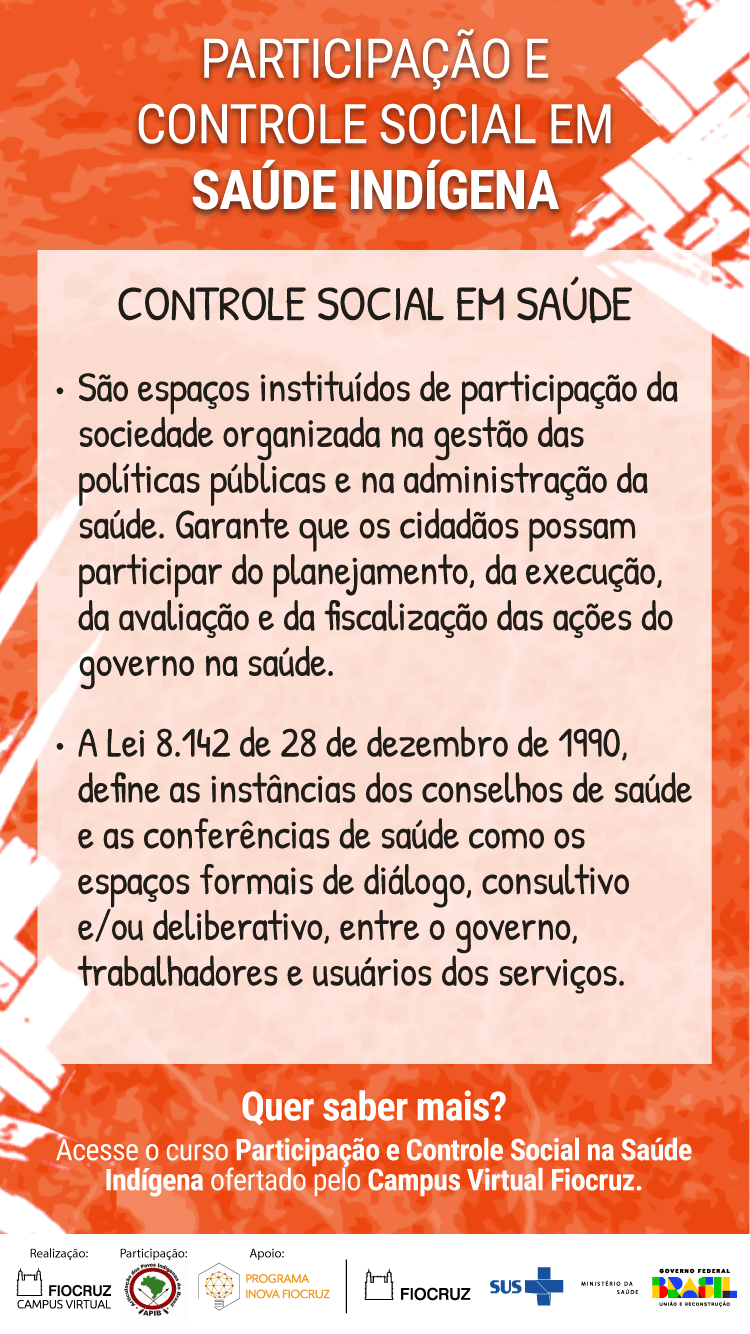 PARTICIPAÇÃO E
CONTROLE SOCIAL EM
SAÚDE INDÍGENA
CONTROLE SOCIAL EM SAÚDE
• São espaços instituídos de participação da
sociedade organizada na gestão das
políticas públicas e na administração da
saúde. Garante que os cidadãos possam
participar do planejamento, da execução,
da avaliação e da fiscalização das ações do
governo na saúde.
• A Lei 8.142 de 28 de dezembro de 1990,
define as instâncias dos conselhos de saúde
e as conferências de saúde como os
espaços formais de diálogo, consultivo
e/ou deliberativo, entre o governo,
trabalhadores e usuários dos serviços.
Quer saber mais?
Acesse o curso Participação e Controle Social na Saúde
Indígena ofertado pelo Campus Virtual Fiocruz.
Realização:
FIOCRUZ
CAMPUS VIRTUAL
Participação:
Articulação dos Povos Indígenas do Brasil
APIB
Apoio:
PROGRAMA
INOVA FIOCRUZ
FIOCRUZ
SUS
MINISTÉRIO DA
SAÚDE
GOVERNO FEDERAL
BRASIL
UNIÃO E RECONSTRUÇÃO